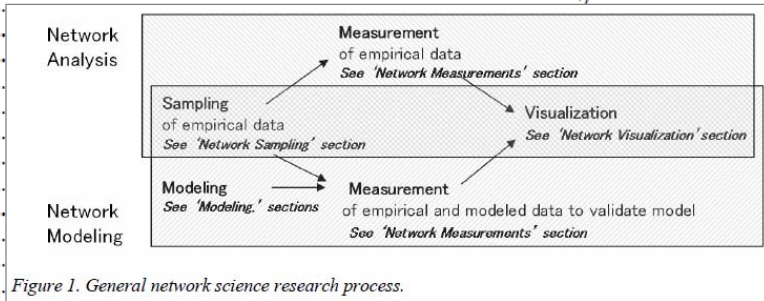 Network
Analysis
Measurement
of empirical data
See 'Network Measurements' section
Sampling
of empirical data
See 'Network Sampling' section
Visualization
See 'Network Visualization' section
Modeling
See 'Modeling,' sections
Measurement
of empirical and modeled data to validate model
See 'Network Measurements' section
Network
Modeling
Figure 1. General network science research process.